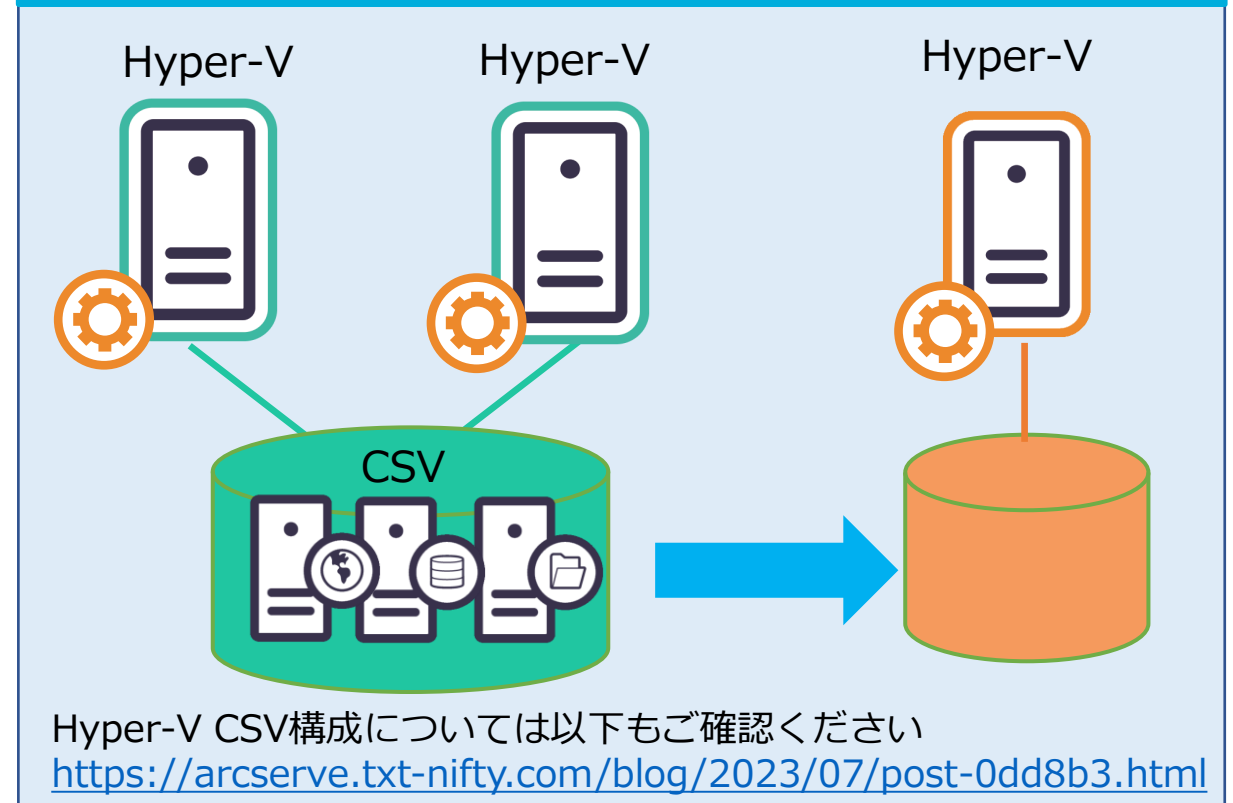 Hyper-V
Hyper-V
Hyper-V
CSV
Hyper-V CSV構成については以下もご確認ください
https://arcserve.txt-nifty.com/blog/2023/07/post-0dd8b3.html